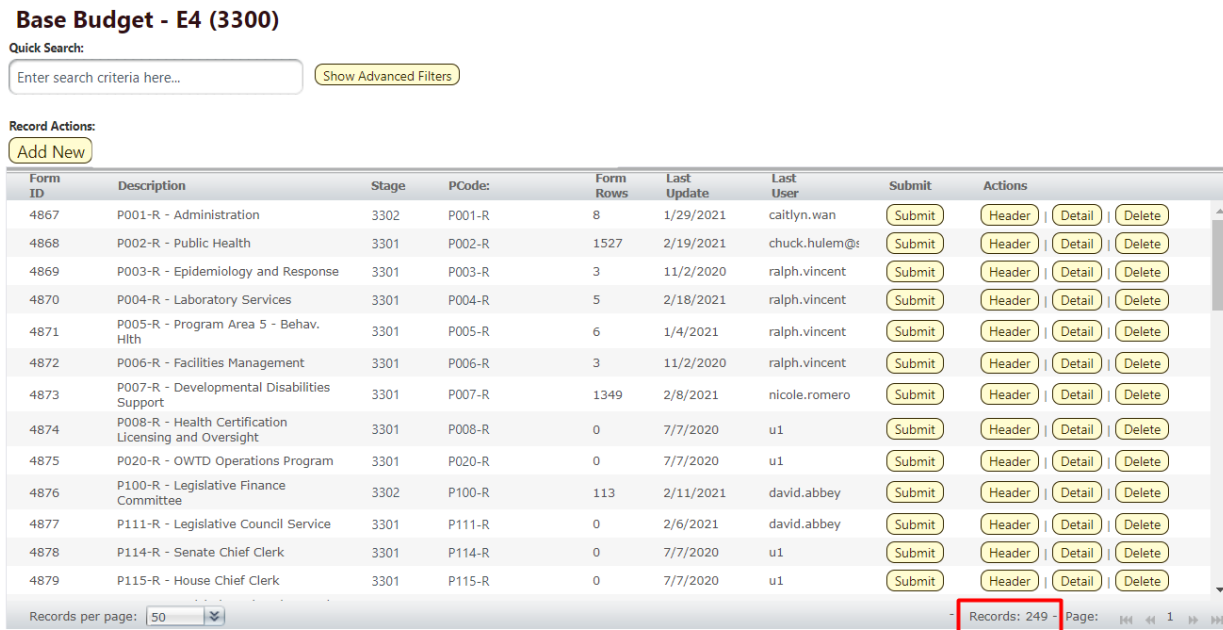 Base Budget - E4 (3300)
Quick Search:
Enter search criteria here... Show Advanced Filters
Record Actions:
Add New
Form ID Description Stage PCode: Form Rows Last Update Last User Submit Actions
4867 P001-R - Administration 3302 P001-R 8 1/29/2021 caitlyn.wan Submit Header | Detail | Delete
4868 P002-R - Public Health 3301 P002-R 1527 2/19/2021 chuck.hulem@s Submit Header | Detail | Delete
4869 P003-R - Epidemiology and Response 3301 P003-R 3 11/2/2020 ralph.vincent Submit Header | Detail | Delete
4870 P004-R - Laboratory Services 3301 P004-R 5 2/18/2021 ralph.vincent Submit Header | Detail | Delete
4871 P005-R - Program Area 5 - Behav. Hlth 3301 P005-R 6 1/4/2021 ralph.vincent Submit Header | Detail | Delete
4872 P006-R - Facilities Management 3301 P006-R 3 11/2/2020 ralph.vincent Submit Header | Detail | Delete
4873 P007-R - Developmental Disabilities Support 3301 P007-R 1349 2/8/2021 nicole.romero Submit Header | Detail | Delete
4874 P008-R - Health Certification Licensing and Oversight 3301 P008-R 0 7/7/2020 u1 Submit Header | Detail | Delete
4875 P020-R - OWTD Operations Program 3301 P020-R 0 7/7/2020 u1 Submit Header | Detail | Delete
4876 P100-R - Legislative Finance Committee 3302 P100-R 113 2/11/2021 david.abbey Submit Header | Detail | Delete
4877 P111-R - Legislative Council Service 3301 P111-R 0 2/6/2021 david.abbey Submit Header | Detail | Delete
4878 P114-R - Senate Chief Clerk 3301 P114-R 0 7/7/2020 u1 Submit Header | Detail | Delete
4879 P115-R - House Chief Clerk 3301 P115-R 0 7/7/2020 u1 Submit Header | Detail | Delete
Records per page: 50 - Records: 249 - Page: 1